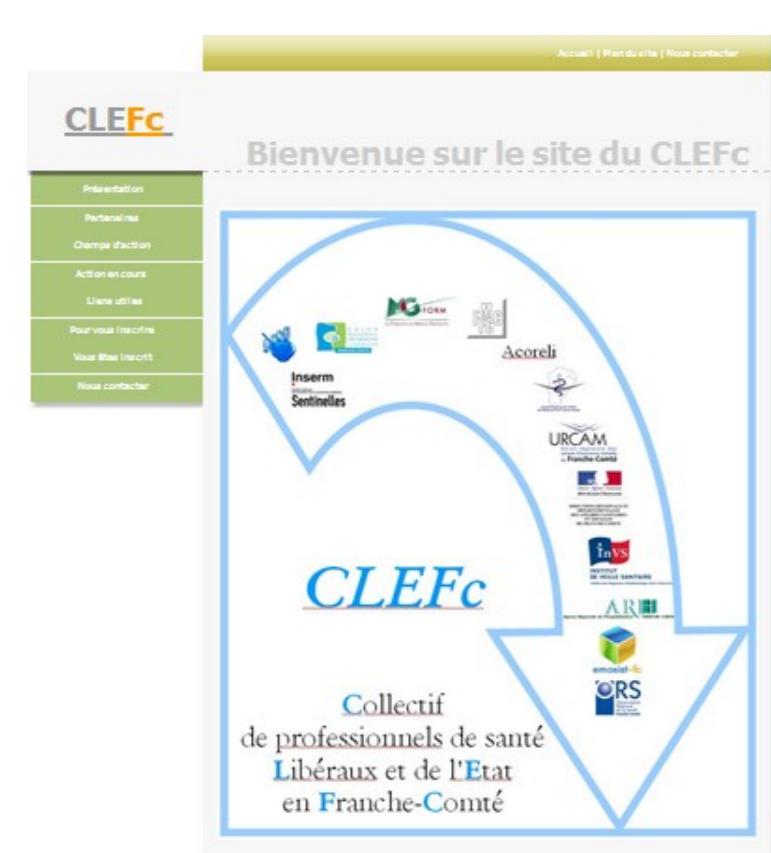 Accueil | Plan du site | Nous contacter
CLEFc
Bienvenue sur le site du CLEFc
Présentation
Partenaires
Champs d'action
Action en cours
Liens utiles
Pour vous inscrire
Vous êtes inscrit
Nous contacter
MG FORM
Acoreli
Inserm
Sentinelles
URCAM
Franche-Comté
InVS
INSTITUT
DE VEILLE SANITAIRE
ARH
emosist-fc
ORS
CLEFc
Collectif
de professionnels de santé
Libéraux et de l'Etat
en Franche-Comté